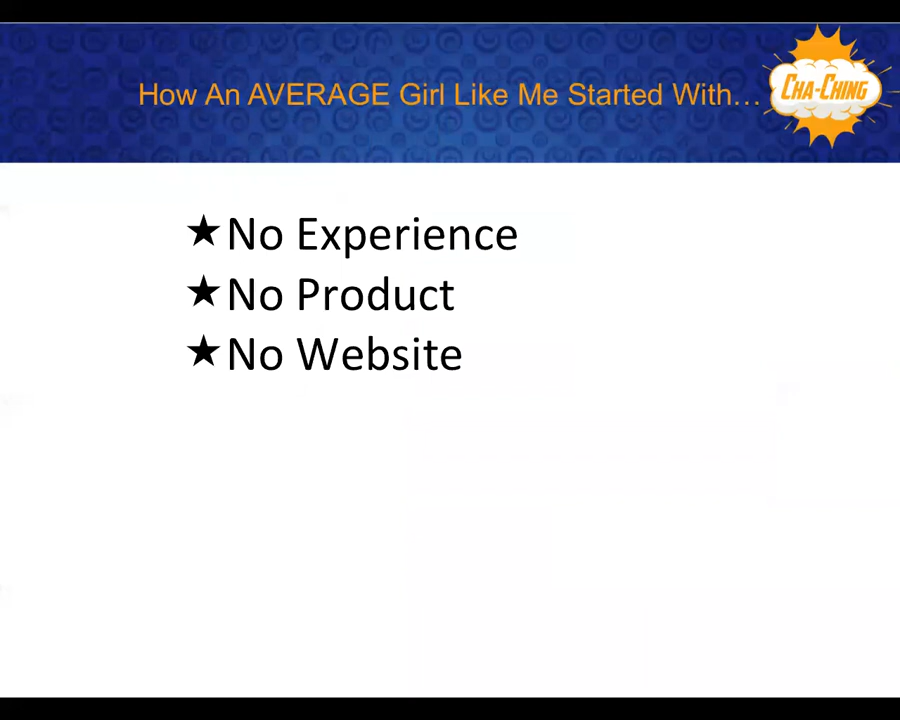 How An AVERAGE Girl Like Me Started With…
CHA-CHING
★No Experience
★No Product
★No Website